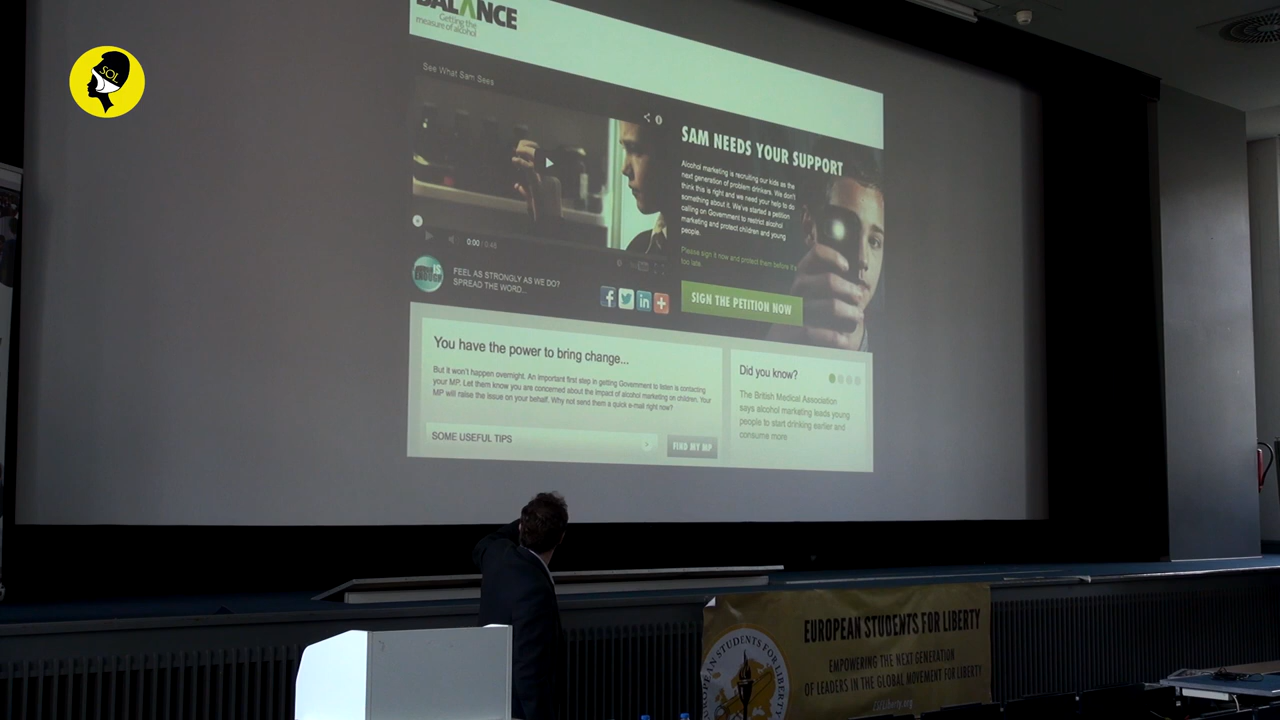 SOL
BALANCE
Getting the
measure of alcohol
See What Sam Sees
SAM NEEDS YOUR SUPPORT
Alcohol marketing is recruiting our kids as the
next generation of problem drinkers. We don't
think this is right and we need your help to do
something about it. We've started a petition
calling on Government to restrict alcohol
marketing and protect children and young
people.
Please sign it now and protect them before it's
too late.
SIGN THE PETITION NOW
0:00 / 0:48
FEEL AS STRONGLY AS WE DO?
SPREAD THE WORD...
You have the power to bring change...
But it won't happen overnight. An important first step in getting Government to listen is contacting
your MP. Let them know you are concerned about the impact of alcohol marketing on children. Your
MP will raise the issue on your behalf. Why not send them a quick e-mail right now?
SOME USEFUL TIPS
FIND MY MP
Did you know?
The British Medical Association
says alcohol marketing leads young
people to start drinking earlier and
consume more
EUROPEAN STUDENTS FOR LIBERTY
EMPOWERING THE NEXT GENERATION
OF LEADERS IN THE GLOBAL MOVEMENT FOR LIBERTY
EUROPEAN STUDENTS FOR LIBERTY